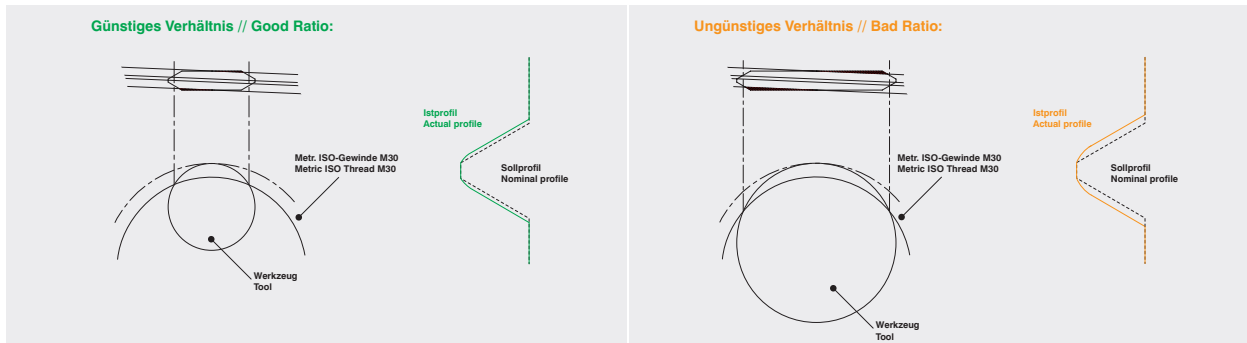 Günstiges Verhältnis // Good Ratio:
Istprofil
Actual profile
Metr. ISO-Gewinde M30
Metric ISO Thread M30
Sollprofil
Nominal profile
Werkzeug
Tool
Ungünstiges Verhältnis // Bad Ratio:
Istprofil
Actual profile
Metr. ISO-Gewinde M30
Metric ISO Thread M30
Sollprofil
Nominal profile
Werkzeug
Tool